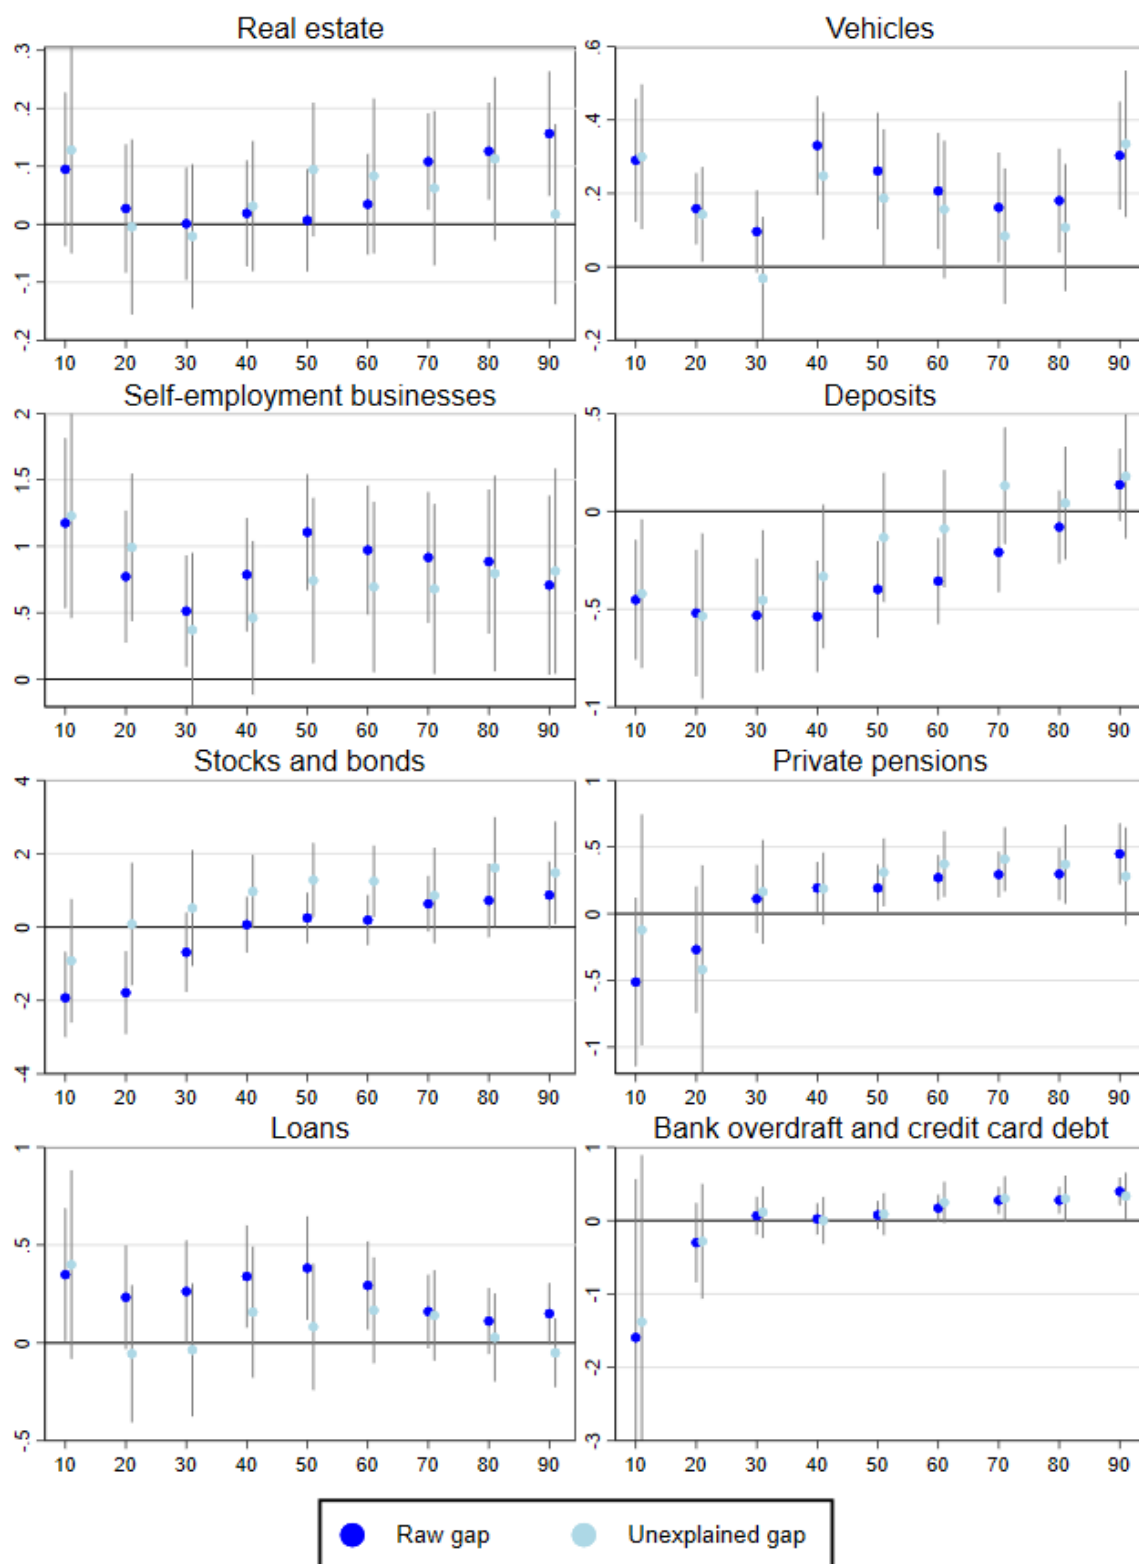 Real estate
.3
.2
.1
0
-.1
-.2
10 20 30 40 50 60 70 80 90
Vehicles
.6
.4
.2
0
-.2
10 20 30 40 50 60 70 80 90
Self-employment businesses
2
1.5
1
.5
0
10 20 30 40 50 60 70 80 90
Deposits
.5
0
-.5
-1
10 20 30 40 50 60 70 80 90
Stocks and bonds
4
2
0
-2
-4
10 20 30 40 50 60 70 80 90
Private pensions
1
.5
0
-.5
-1
10 20 30 40 50 60 70 80 90
Loans
1
.5
0
-.5
10 20 30 40 50 60 70 80 90
Bank overdraft and credit card debt
1
0
-1
-2
-3
10 20 30 40 50 60 70 80 90
Raw gap Unexplained gap